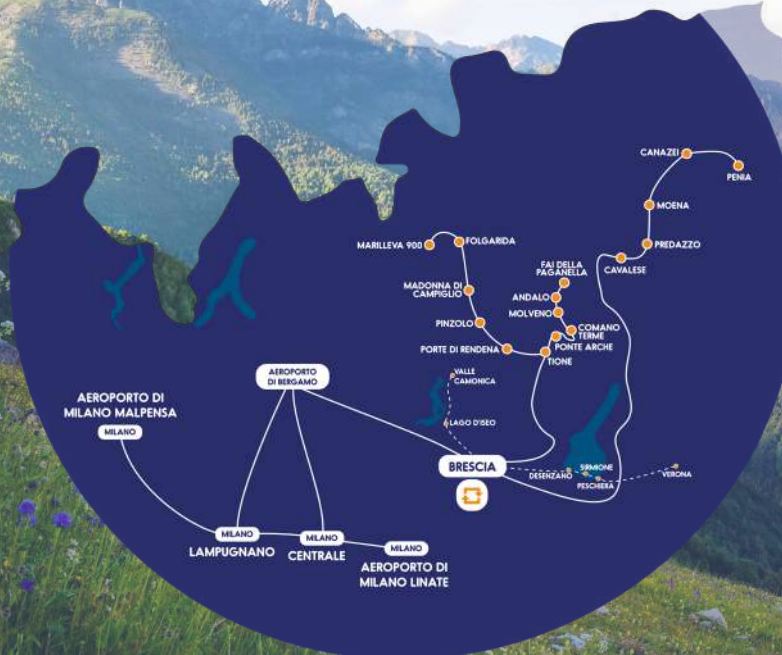 CANAZEI
PENIA
MOENA
MARILLEVA 900
FOLGARIDA
PREDAZZO
CAVALESE
FAI DELLA
PAGANELLA
MADONNA DI
CAMPIGLIO
ANDALO
MOLVENO
PINZOLO
COMANO
TERME
PONTE ARCHE
PORTE DI RENDENA
TIONE
AEROPORTO
DI BERGAMO
VALLE
CAMONICA
AEROPORTO DI
MILANO MALPENSA
MILANO
LAGO D'ISEO
BRESCIA
DESENZANO
SIRMIONE
PESCHIERA
VERONA
MILANO
LAMPUGNANO
MILANO
CENTRALE
MILANO
AEROPORTO DI
MILANO LINATE